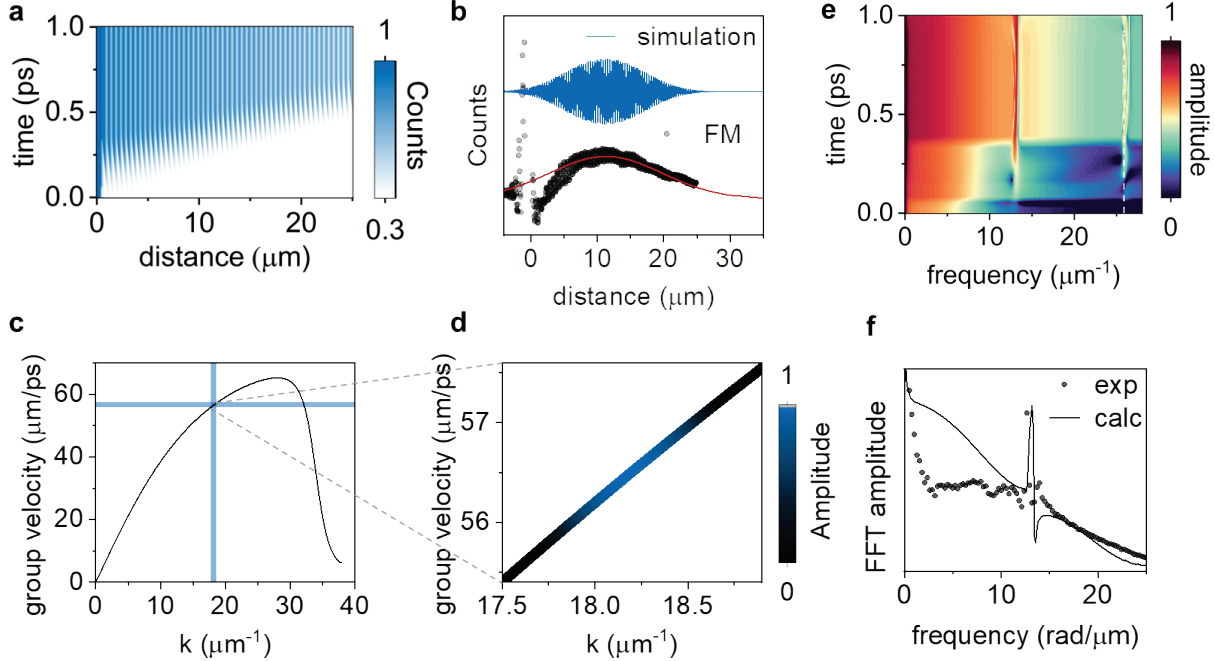 a
1.0
0.5
0.0
time (ps)
0 10 20
distance (μm)
1
Counts
0.3
b
simulation
FM
Counts
0 10 20 30
distance (μm)
e
1.0
0.5
0.0
time (ps)
0 10 20
frequency (μm-1)
1
amplitude
0
c
60
40
20
0
group velocity (μm/ps)
0 10 20 30 40
k (μm-1)
d
57
56
group velocity (μm/ps)
17.5 18.0 18.5
k (μm-1)
1
Amplitude
0
f
exp
calc
FFT amplitude
0 10 20
frequency (rad/μm)